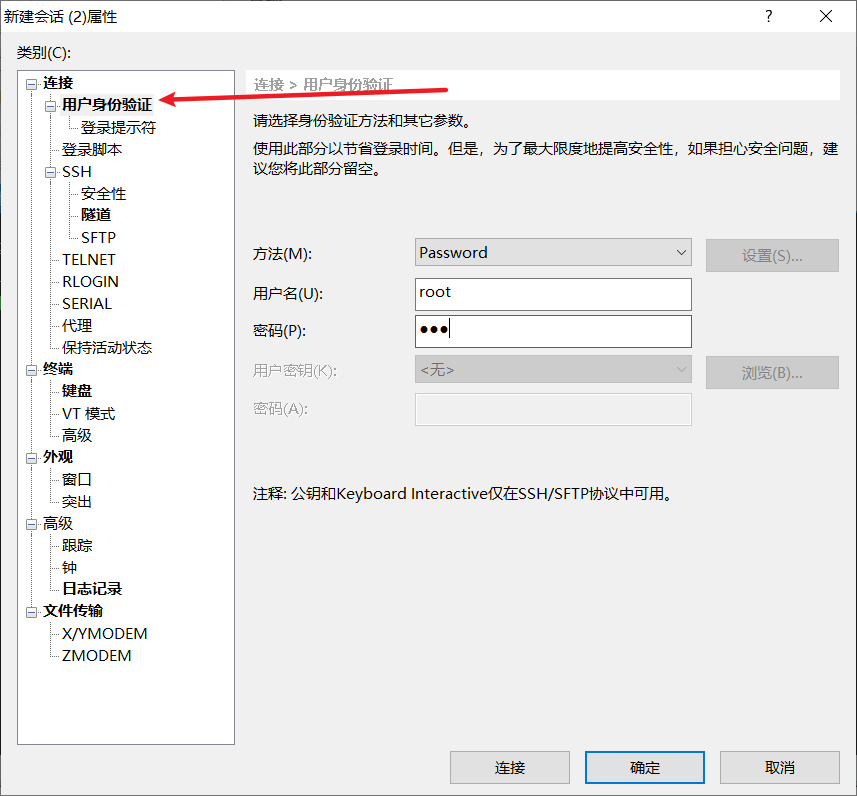 新建会话 (2)属性
?
类别(C):
连接
用户身份验证
登录提示符
登录脚本
SSH
安全性
隧道
SFTP
TELNET
RLOGIN
SERIAL
代理
保持活动状态
终端
键盘
VT 模式
高级
外观
窗口
突出
高级
跟踪
钟
日志记录
文件传输
X/YMODEM
ZMODEM
连接 > 用户身份验证
请选择身份验证方法和其它参数。
使用此部分以节省登录时间。但是，为了最大限度地提高安全性，如果担心安全问题，建
议您将此部分留空。
方法(M):
Password
设置(S)...
用户名(U):
root
密码(P):
●●●
用户密钥(K):
<无>
浏览(B)...
密码(A):
注释: 公钥和Keyboard Interactive仅在SSH/SFTP协议中可用。
连接
确定
取消